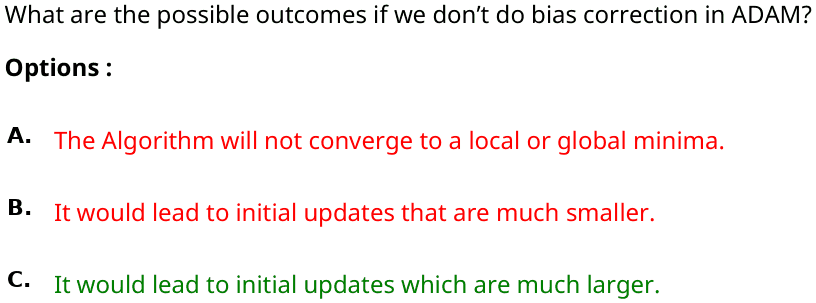 What are the possible outcomes if we don’t do bias correction in ADAM?
Options :
A. The Algorithm will not converge to a local or global minima.
B. It would lead to initial updates that are much smaller.
C. It would lead to initial updates which are much larger.